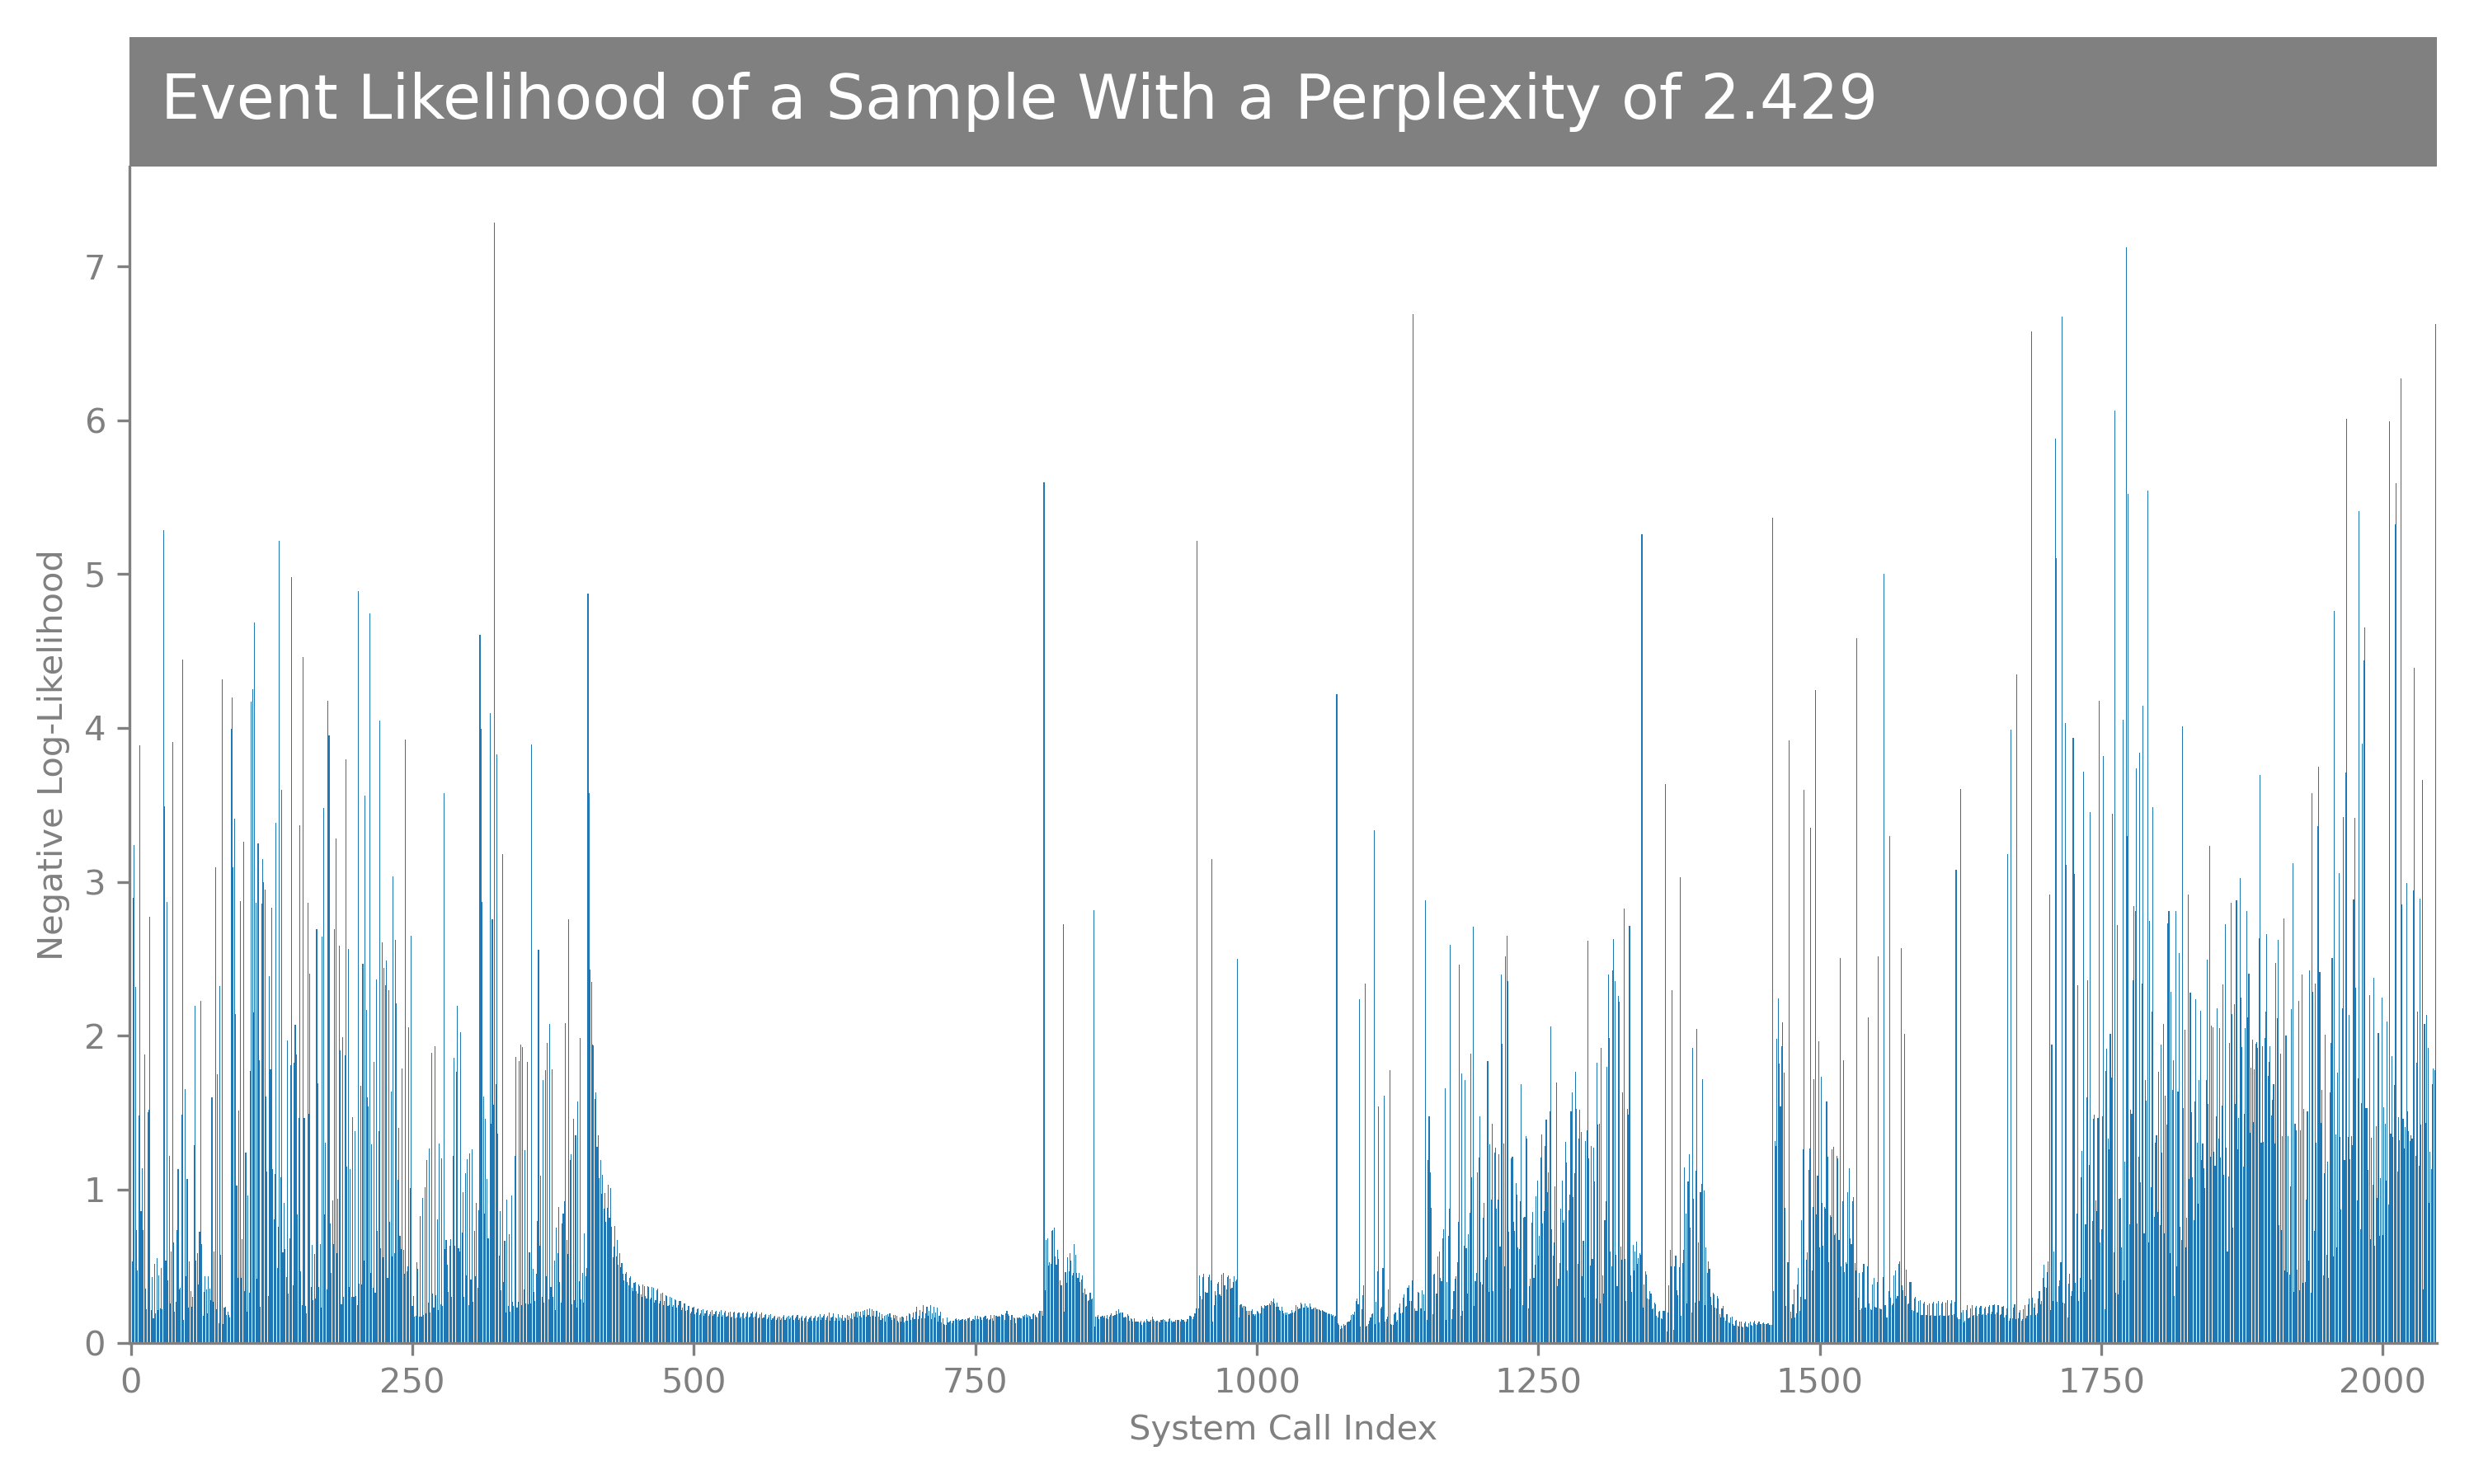 Event Likelihood of a Sample With a Perplexity of 2.429
7
6
5
4
3
2
1
0
Negative Log-Likelihood
0 250 500 750 1000 1250 1500 1750 2000
System Call Index